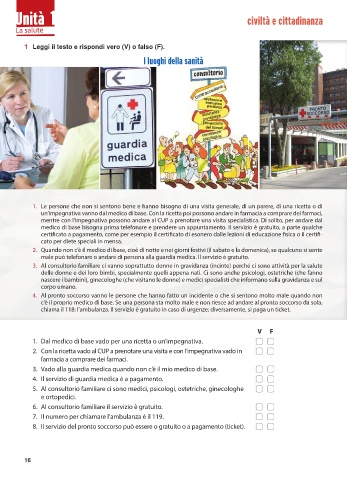 Unità 1
La salute
civiltà e cittadinanza
1 Leggi il testo e rispondi vero (V) o falso (F).
I luoghi della sanità
guardia
medica
consultorio
PRONTO
SOCCORSO
1. Le persone che non si sentono bene e hanno bisogno di una visita generale, di un parere, di una ricetta o di
un'impegnativa vanno dal medico di base. Con la ricetta poi possono andare in farmacia a comprare dei farmaci,
mentre con l'impegnativa possono andare al CUP a prenotare una visita specialistica. Di solito, per andare dal
medico di base bisogna prima telefonare e prendere un appuntamento. Il servizio è gratuito, a parte qualche
certificato a pagamento, come per esempio il certificato di esonero dalle lezioni di educazione fisica o il certifi-
cato per diete speciali in mensa.
2. Quando non c'è il medico di base, cioè di notte e nei giorni festivi (il sabato e la domenica), se qualcuno si sente
male può telefonare o andare di persona alla guardia medica. Il servizio è gratuito.
3. Al consultorio familiare ci vanno soprattutto donne in gravidanza (incinte) perché ci sono attività per la salute
delle donne e dei loro bimbi, specialmente quelli appena nati. Ci sono anche psicologi, ostetriche (che fanno
nascere i bambini), ginecologhe (che visitano le donne) e medici specialisti che informano sulla gravidanza e sul
corpo umano.
4. Al pronto soccorso vanno le persone che hanno fatto un incidente o che si sentono molto male quando non
c'è il proprio medico di base. Se una persona sta molto male e non riesce ad andare al pronto soccorso da sola,
chiama il 118: l'ambulanza. Il servizio è gratuito in caso di urgenze; diversamente, si paga un ticket.
V F
1. Dal medico di base vado per una ricetta o un'impegnativa.
2. Con la ricetta vado al CUP a prenotare una visita e con l'impegnativa vado in
farmacia a comprare dei farmaci.
3. Vado alla guardia medica quando non c'è il mio medico di base.
4. Il servizio di guardia medica è a pagamento.
5. Al consultorio familiare ci sono medici, psicologi, ostetriche, ginecologhe
e ortopedici.
6. Al consultorio familiare il servizio è gratuito.
7. Il numero per chiamare l'ambulanza è il 119.
8. Il servizio del pronto soccorso può essere o gratuito o a pagamento (ticket).
16